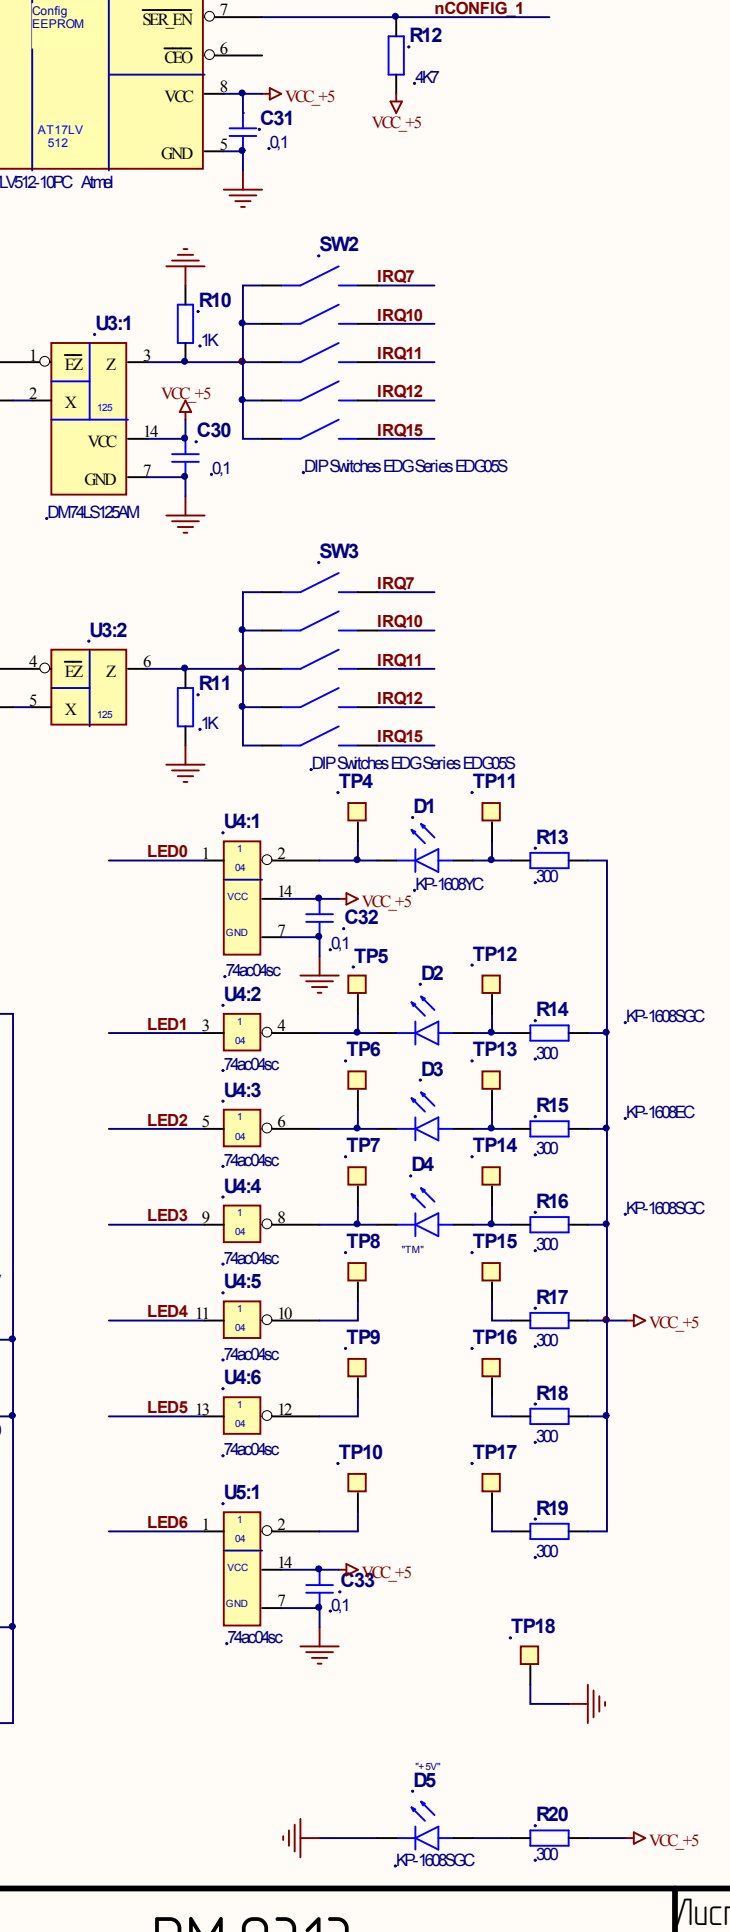 nCONFIG_1
Config
EEPROM
SER_EN
7
R12
CEO
6
.4K7
VCC
8
VCC_+5
C31
VCC_+5
AT17LV
512
.0,1
GND
5
LV512-10PC Atmel
SW2
IRQ7
R10
IRQ10
U3:1
.1K
IRQ11
1
EZ
Z
3
VCC_+5
IRQ12
2
X
125
C30
IRQ15
VCC
14
.DIP Switches EDG Series EDG05S
.0,1
GND
7
.DM74LS125AM
SW3
IRQ7
IRQ10
U3:2
IRQ11
4
EZ
Z
6
R11
IRQ12
5
X
125
.1K
IRQ15
.DIP Switches EDG Series EDG05S
TP4
TP11
D1
U4:1
R13
LED0
1
1
2
04
.300
.KP-1608YC
VCC
14
VCC_+5
C32
GND
7
.0,1
TP5
TP12
.74ac04sc
D2
U4:2
R14
.KP-1608SGC
LED1
3
1
4
04
TP6
TP13
.300
.74ac04sc
D3
U4:3
R15
.KP-1608EC
LED2
5
1
6
04
TP7
TP14
.300
.74ac04sc
D4
U4:4
R16
.KP-1608SGC
LED3
9
1
8
04
TP8
"TM"
TP15
.300
.74ac04sc
U4:5
R17
LED4
11
1
10
VCC_+5
04
TP9
TP16
.300
.74ac04sc
U4:6
R18
LED5
13
1
12
04
.300
.74ac04sc
TP10
TP17
U5:1
R19
LED6
1
1
2
04
.300
VCC
14
VCC_+5
C33
GND
7
.0,1
.74ac04sc
TP18
"+5V"
D5
R20
VCC_+5
.KP-1608SGC
.300